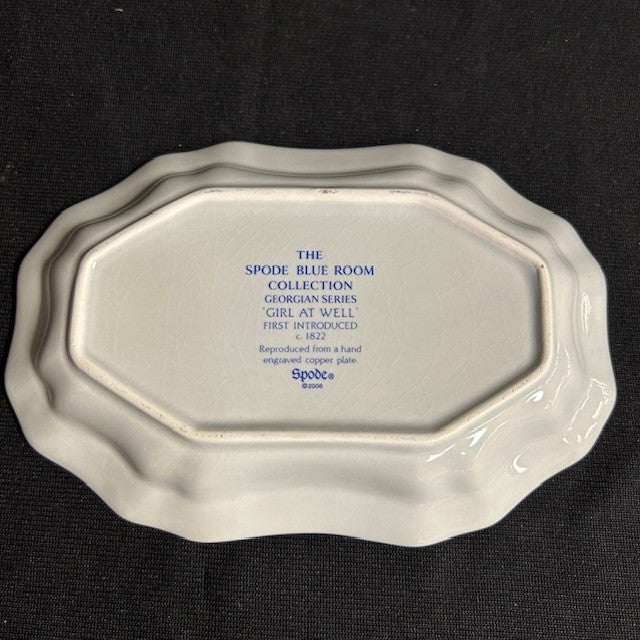 THE
SPODE BLUE ROOM
COLLECTION
GEORGIAN SERIES
'GIRL AT WELL'
FIRST INTRODUCED
c. 1822
Reproduced from a hand
engraved copper plate.
Spode®
©2006